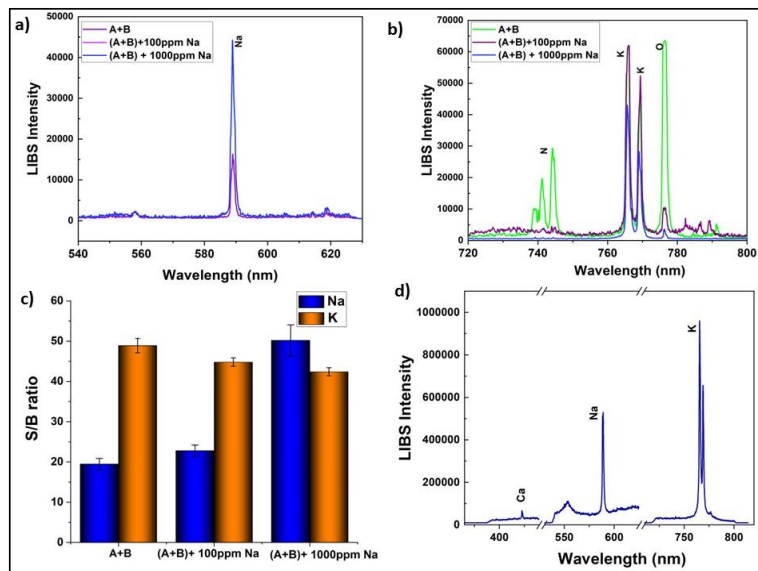 a)
A+B
(A+B)+100ppm Na
(A+B) + 1000ppm Na
Na
50000
40000
30000
20000
10000
0
LIBS Intensity
540 560 580 600 620
Wavelength (nm)
b)
A+B
(A+B)+100ppm Na
(A+B) + 1000ppm Na
N
K
K
O
70000
60000
50000
40000
30000
20000
10000
0
LIBS Intensity
720 740 760 780 800
Wavelength (nm)
c)
Na
K
60
50
40
30
20
10
0
S/B ratio
A+B (A+B)+ 100ppm Na (A+B)+ 1000ppm Na
d)
Ca
Na
K
1000000
800000
600000
400000
200000
0
LIBS Intensity
400 550 600 750 800
Wavelength (nm)